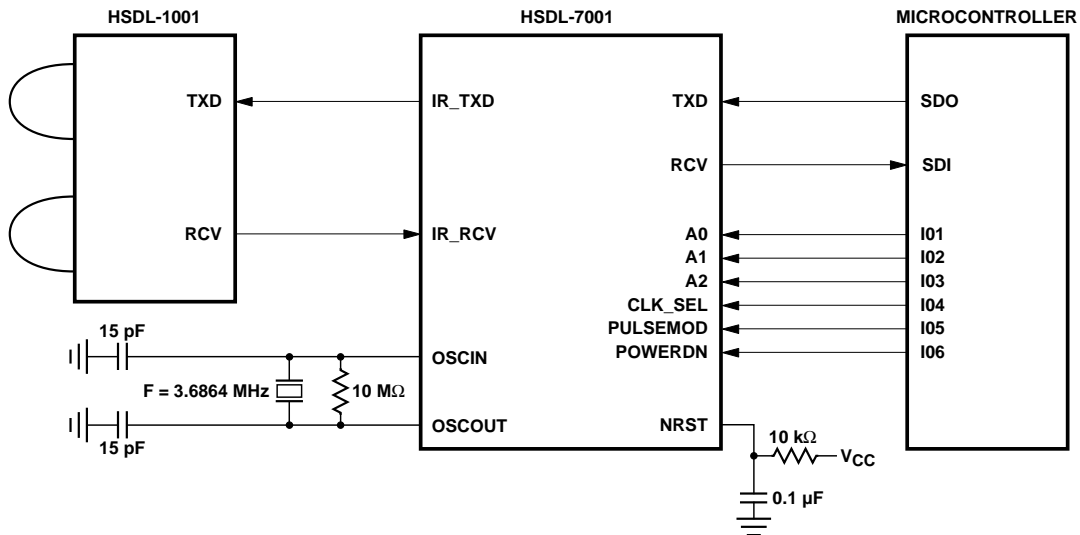 HSDL-1001
HSDL-7001
MICROCONTROLLER
TXD
IR_TXD
TXD
SDO
RCV
SDI
RCV
IR_RCV
A0
I01
A1
I02
A2
I03
CLK_SEL
I04
PULSEMOD
I05
POWERDN
I06
15 pF
OSCIN
F = 3.6864 MHz
10 MΩ
OSCOUT
15 pF
NRST
10 kΩ
VCC
0.1 µF